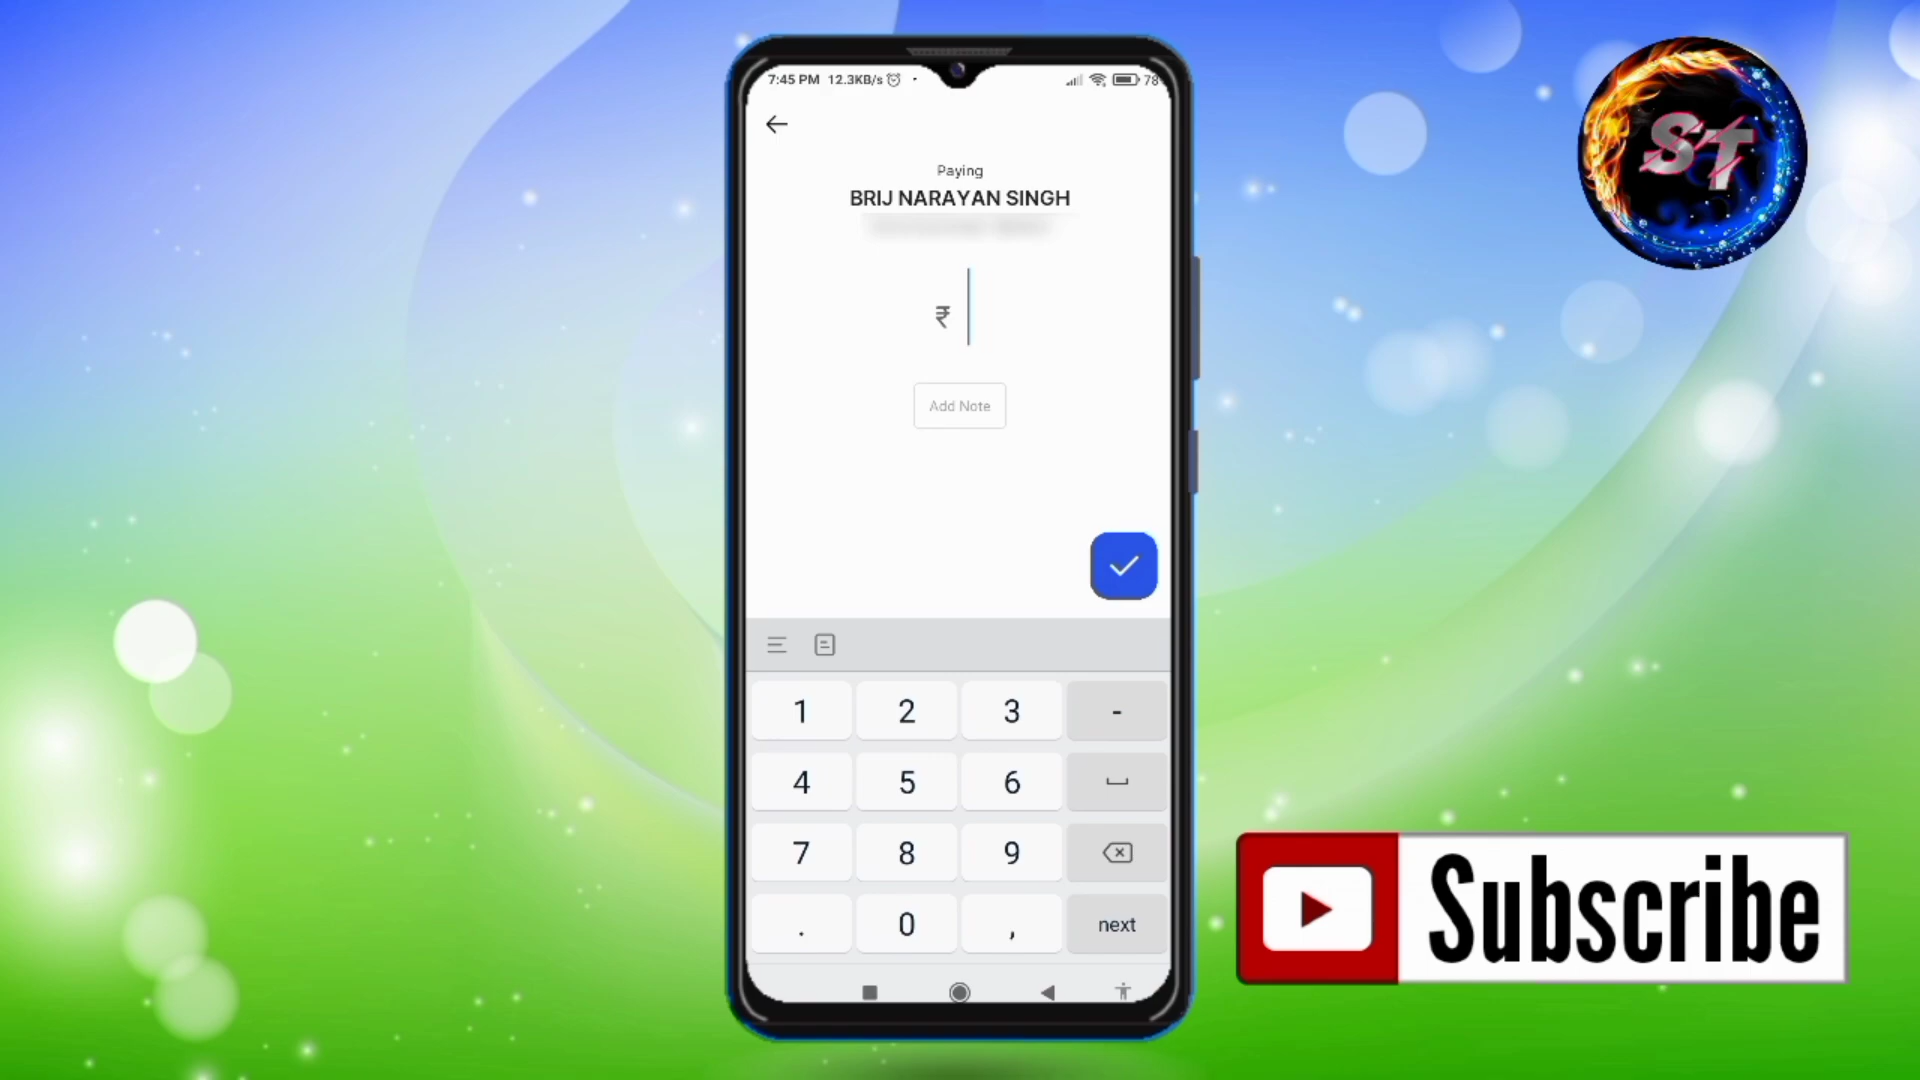 7:45 PM 12.3KB/s
78
ST
Paying
BRIJ NARAYAN SINGH
₹
Add Note
1 2 3 -
4 5 6
7 8 9
. 0 , next
Subscribe